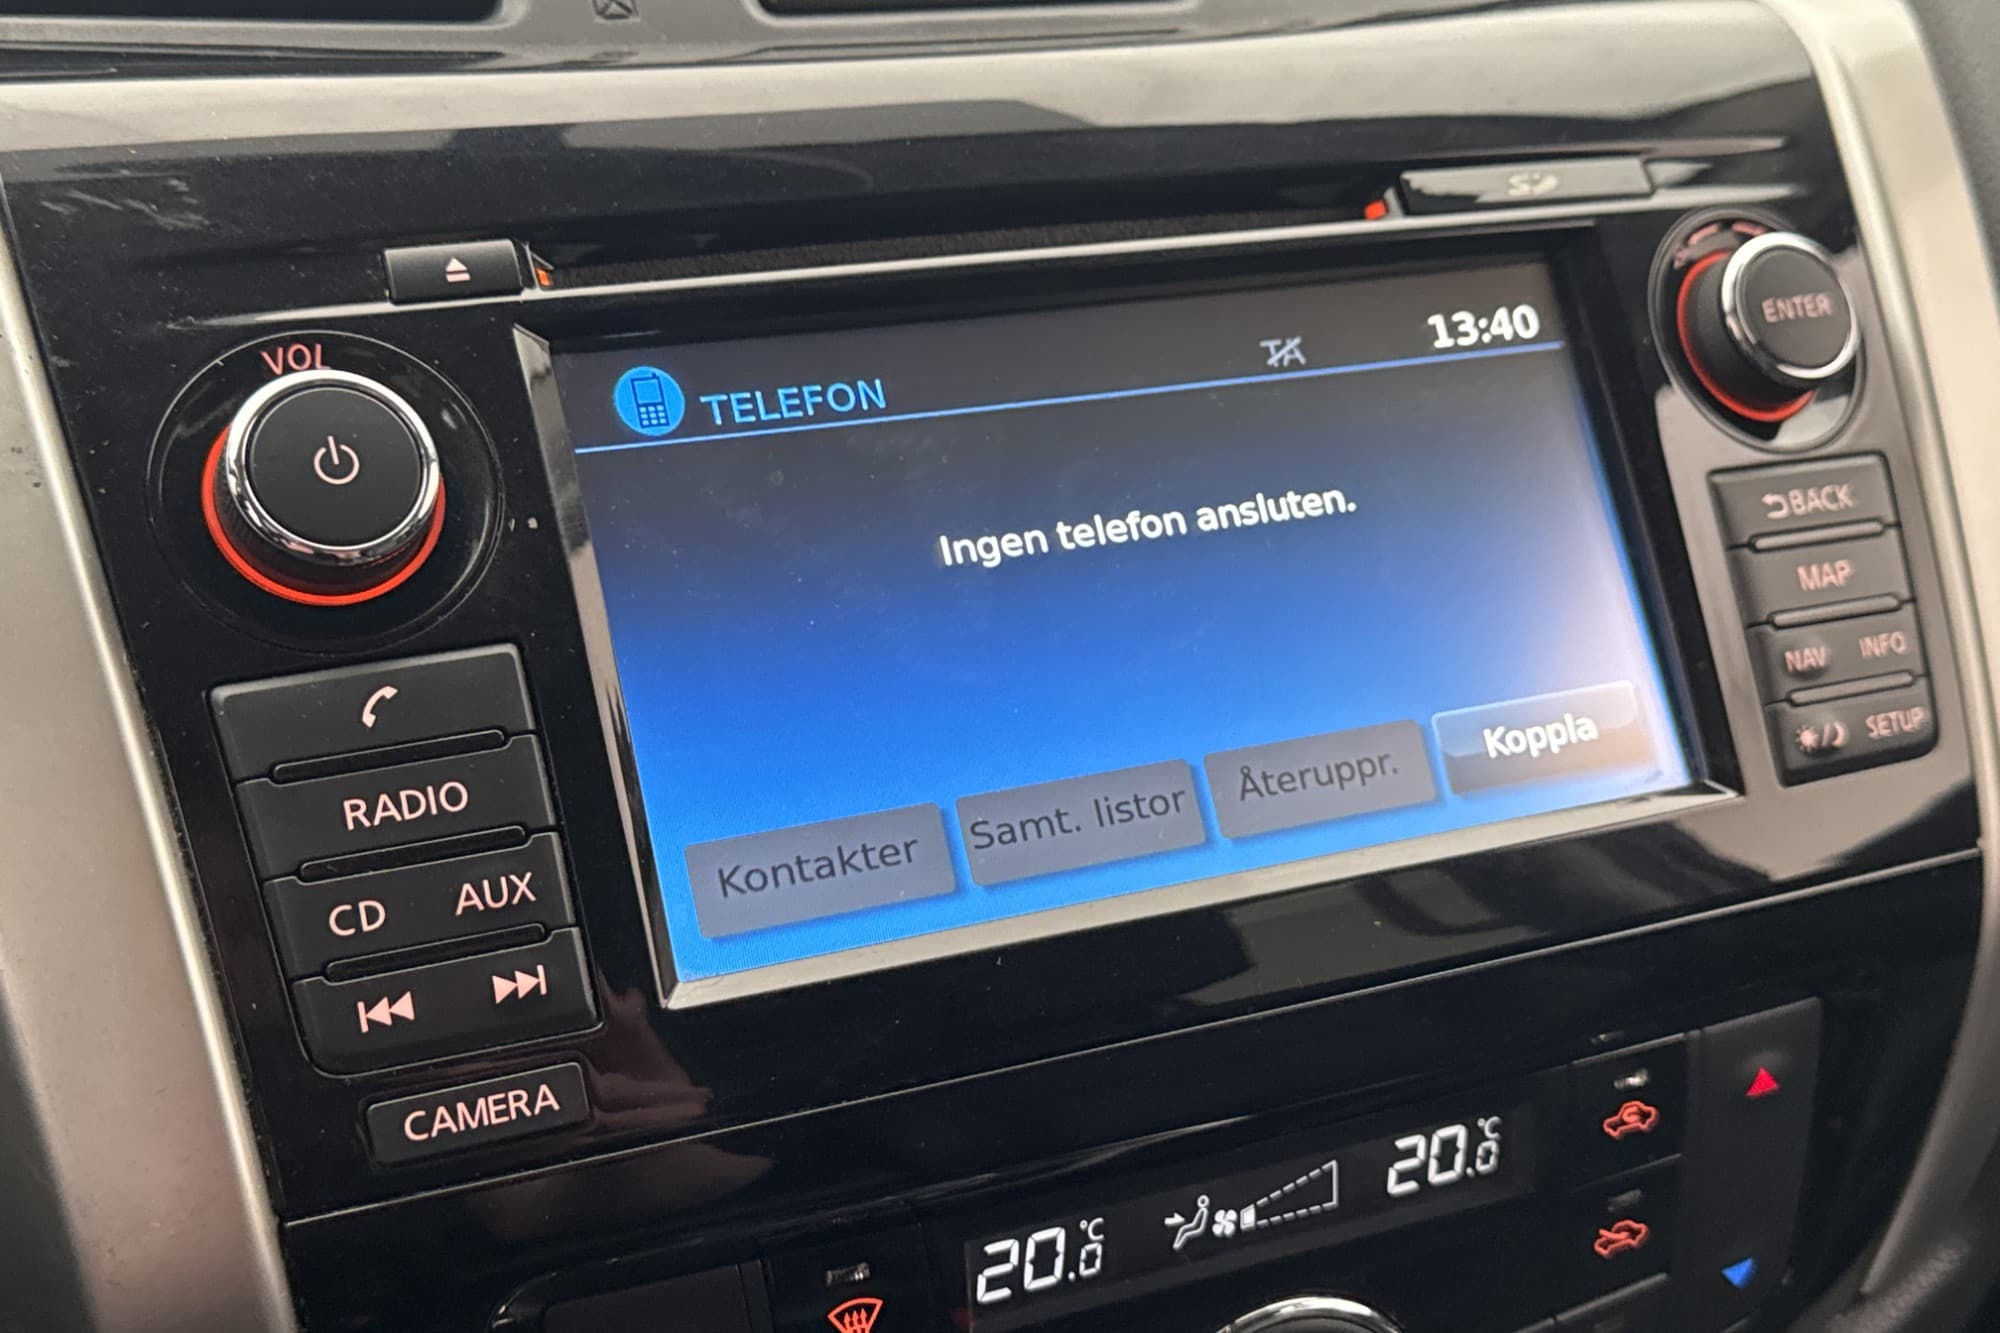 VOL
TELEFON
TA
13:40
Ingen telefon ansluten.
Kontakter
Samt. listor
Återuppr.
Koppla
RADIO
CD AUX
CAMERA
ENTER
BACK
MAP
NAV INFO
SETUP
20.0°C
20.0°C